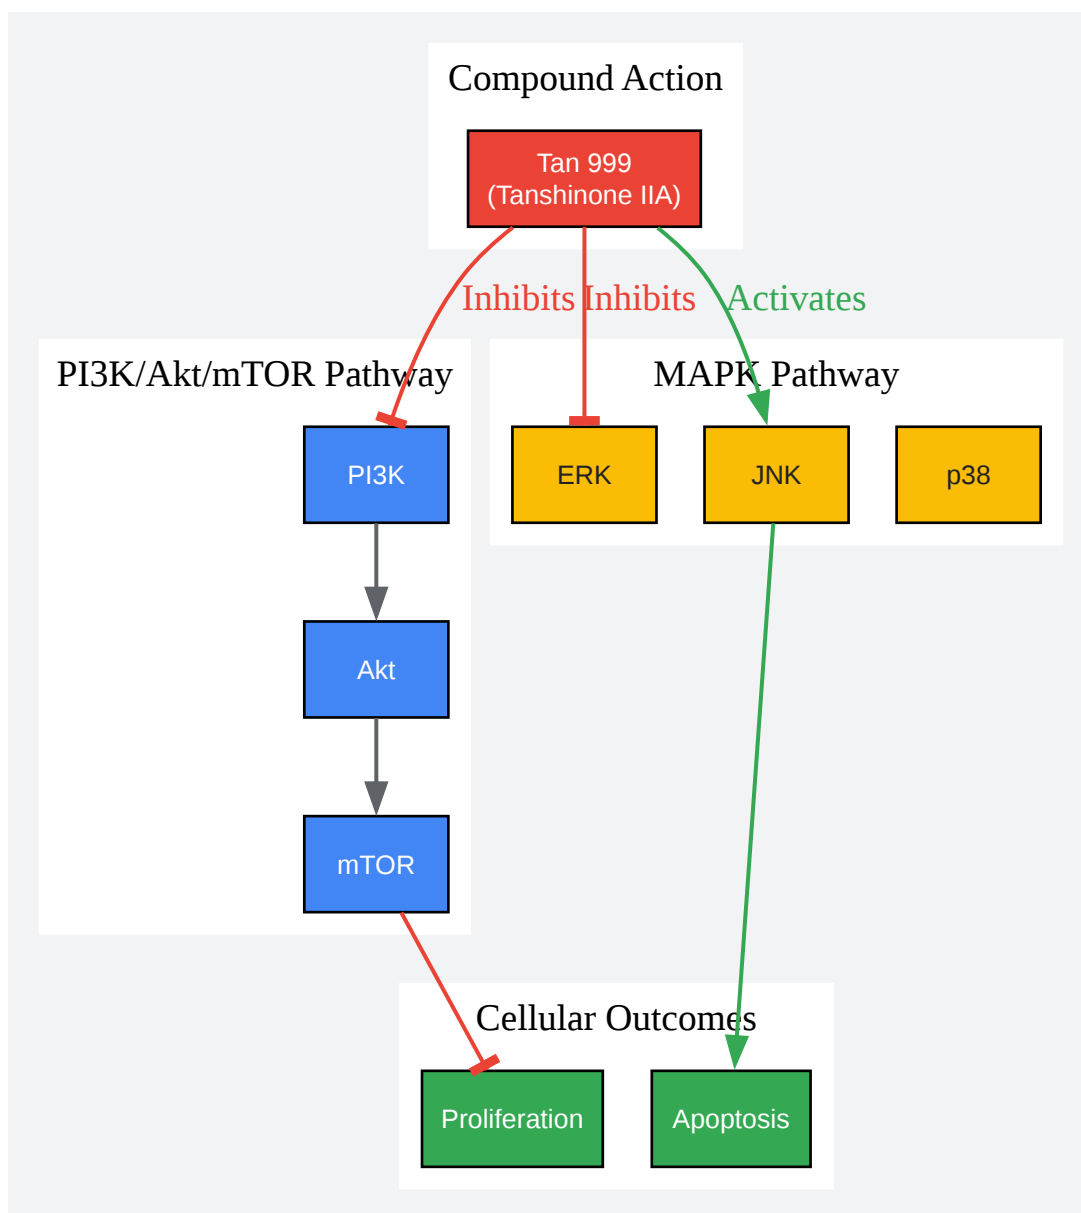 Compound Action
Tan 999
(Tanshinone IIA)
Inhibits
Inhibits
Activates
PI3K/Akt/mTOR Pathway
MAPK Pathway
PI3K
ERK
JNK
p38
Akt
mTOR
Cellular Outcomes
Proliferation
Apoptosis